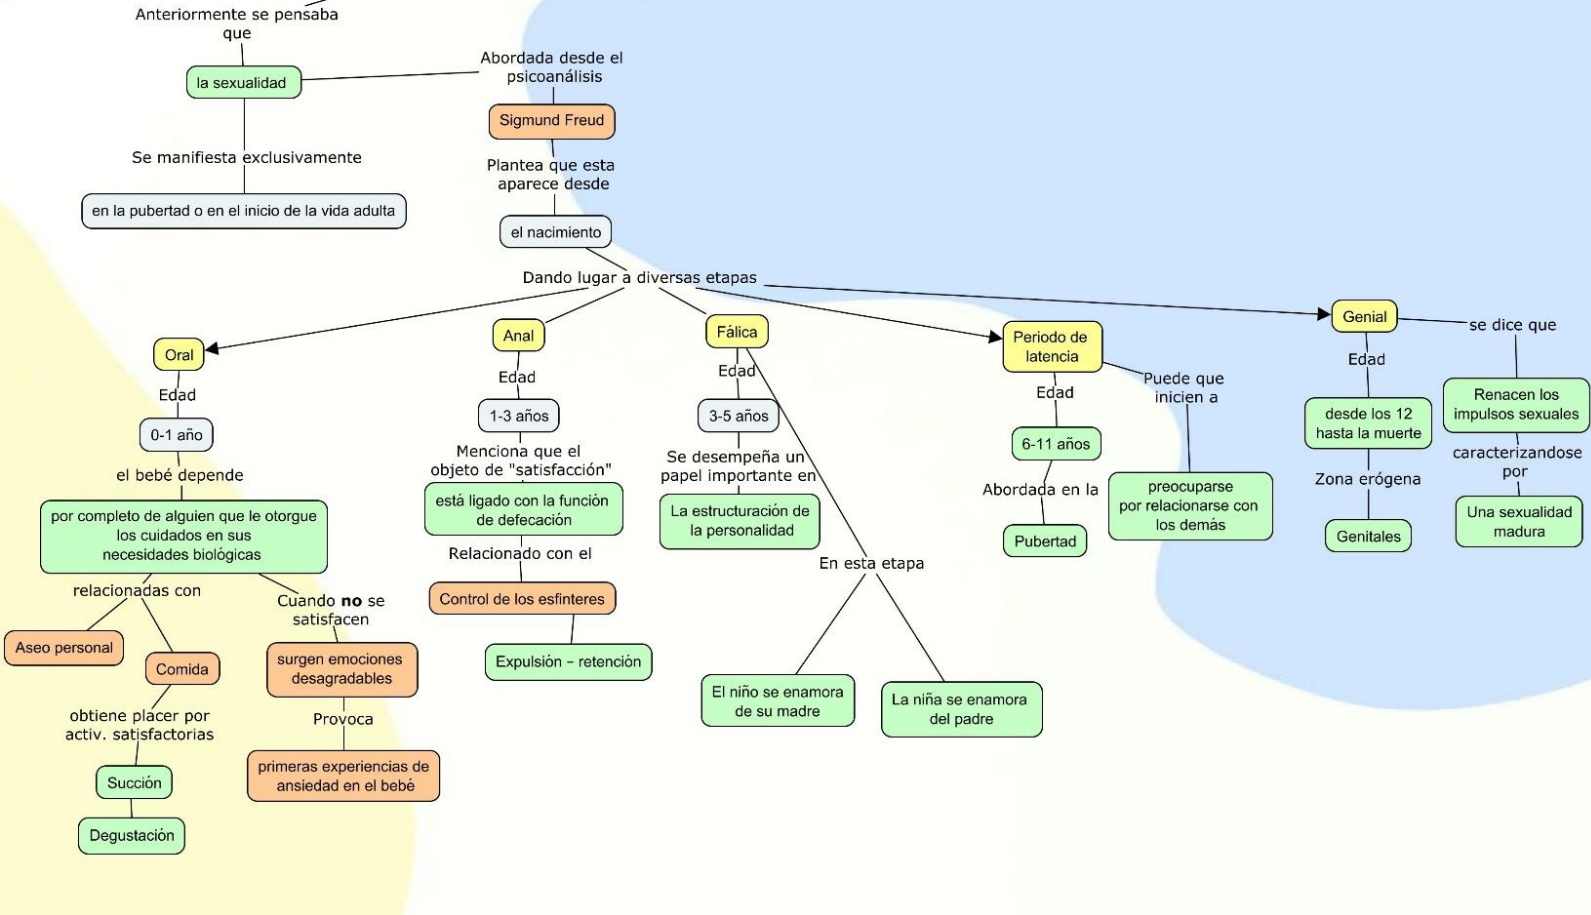 Anteriormente se pensaba
que
la sexualidad
Se manifiesta exclusivamente
en la pubertad o en el inicio de la vida adulta
Abordada desde el
psicoanálisis
Sigmund Freud
Plantea que esta
aparece desde
el nacimiento
Dando lugar a diversas etapas
Oral
Edad
0-1 año
el bebé depende
por completo de alguien que le otorgue
los cuidados en sus
necesidades biológicas
relacionadas con
Aseo personal
Comida
obtiene placer por
activ. satisfactorias
Succión
Degustación
Cuando no se
satisfacen
surgen emociones
desagradables
Provoca
primeras experiencias de
ansiedad en el bebé
Anal
Edad
1-3 años
Menciona que el
objeto de "satisfacción"
está ligado con la función
de defecación
Relacionado con el
Control de los esfinteres
Expulsión – retención
Fálica
Edad
3-5 años
Se desempeña un
papel importante en
La estructuración de
la personalidad
En esta etapa
El niño se enamora
de su madre
La niña se enamora
del padre
Periodo de
latencia
Edad
6-11 años
Abordada en la
Pubertad
Puede que
inicien a
preocuparse
por relacionarse con
los demás
Genial
Edad
desde los 12
hasta la muerte
Zona erógena
Genitales
se dice que
Renacen los
impulsos sexuales
caracterizandose
por
Una sexualidad
madura